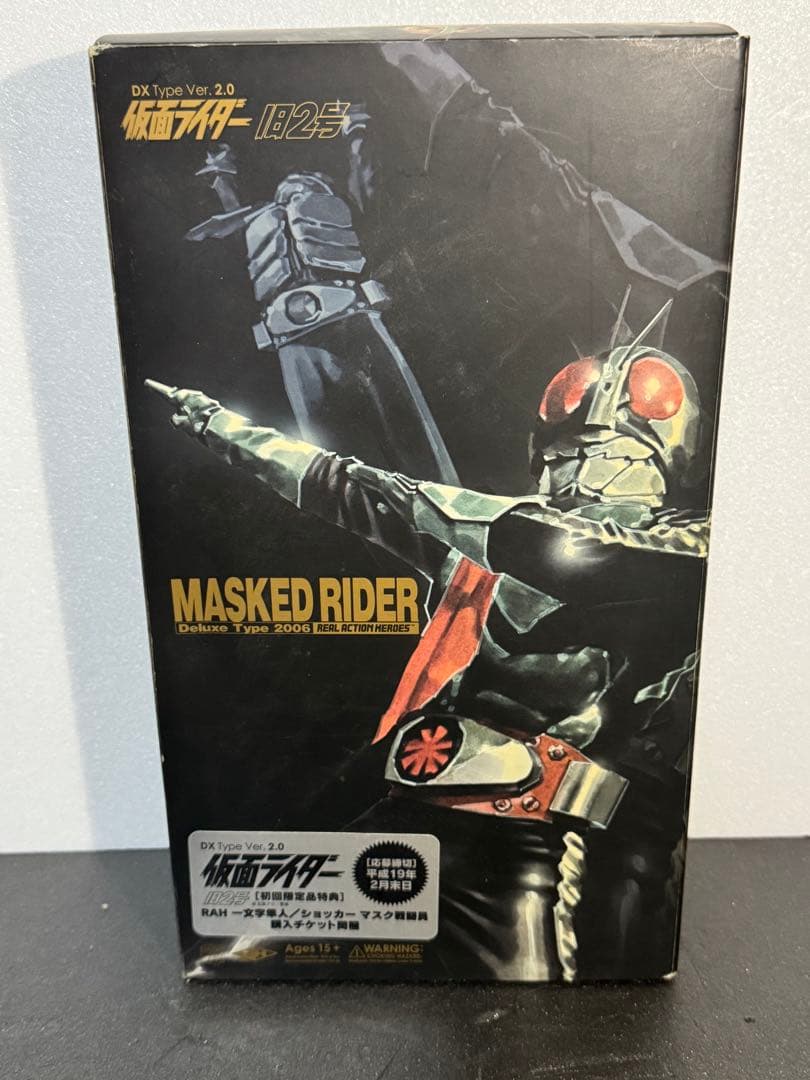 DX Type Ver. 2.0
仮面ライダー 旧2号
MASKED RIDER
Deluxe Type 2006 REAL ACTION HEROES™
DX Type Ver. 2.0
仮面ライダー
旧2号 [初回限定品特典]
[応募締切]
平成19年
2月末日
RAH 一文字隼人/ショッカー マスク戦闘員
購入チケット同梱
Ages 15+
⚠WARNING:
CHOKING HAZARD